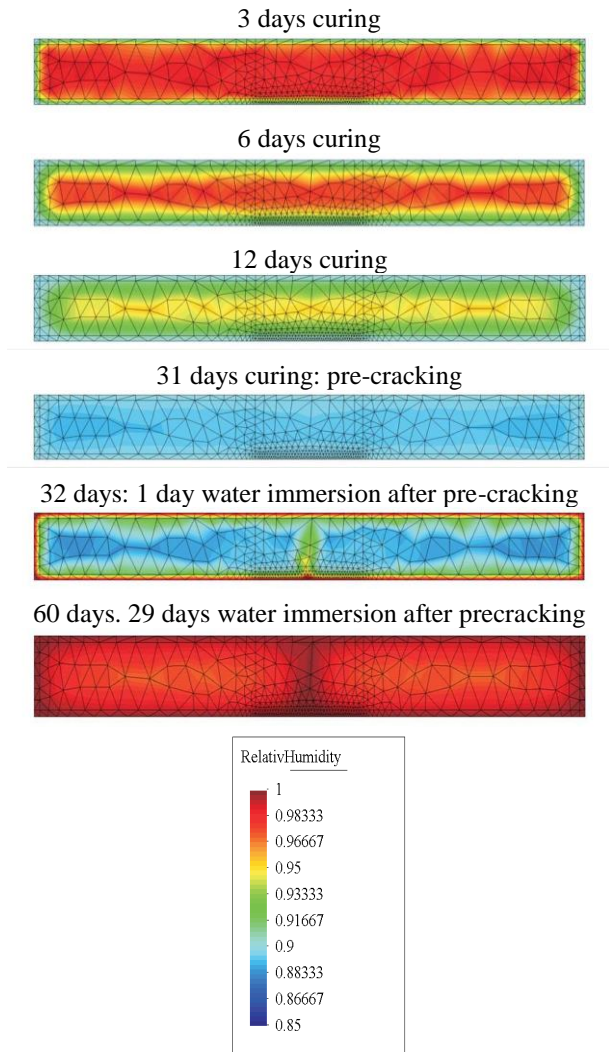 3 days curing
6 days curing
12 days curing
31 days curing: pre-cracking
32 days: 1 day water immersion after pre-cracking
60 days. 29 days water immersion after precracking
RelativHumidity
1
0.98333
0.96667
0.95
0.93333
0.91667
0.9
0.88333
0.86667
0.85